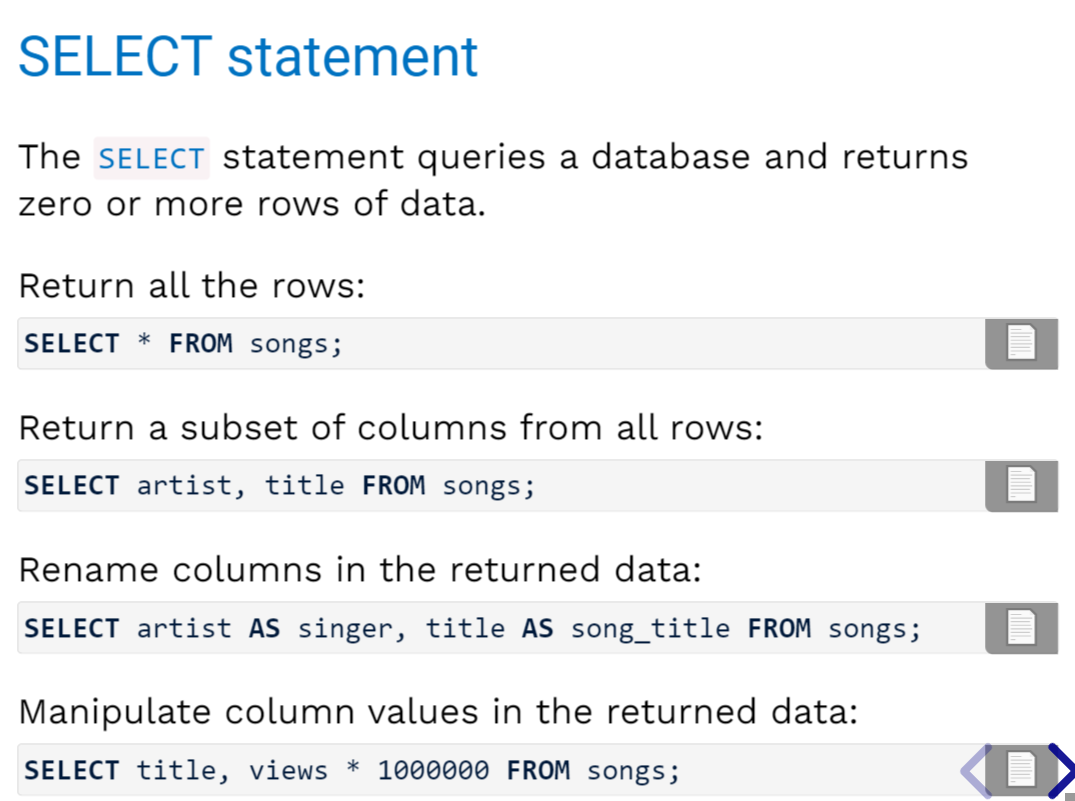 SELECT statement
The SELECT statement queries a database and returns
zero or more rows of data.
Return all the rows:
SELECT * FROM songs;
Return a subset of columns from all rows:
SELECT artist, title FROM songs;
Rename columns in the returned data:
SELECT artist AS singer, title AS song_title FROM songs;
Manipulate column values in the returned data:
SELECT title, views * 1000000 FROM songs;